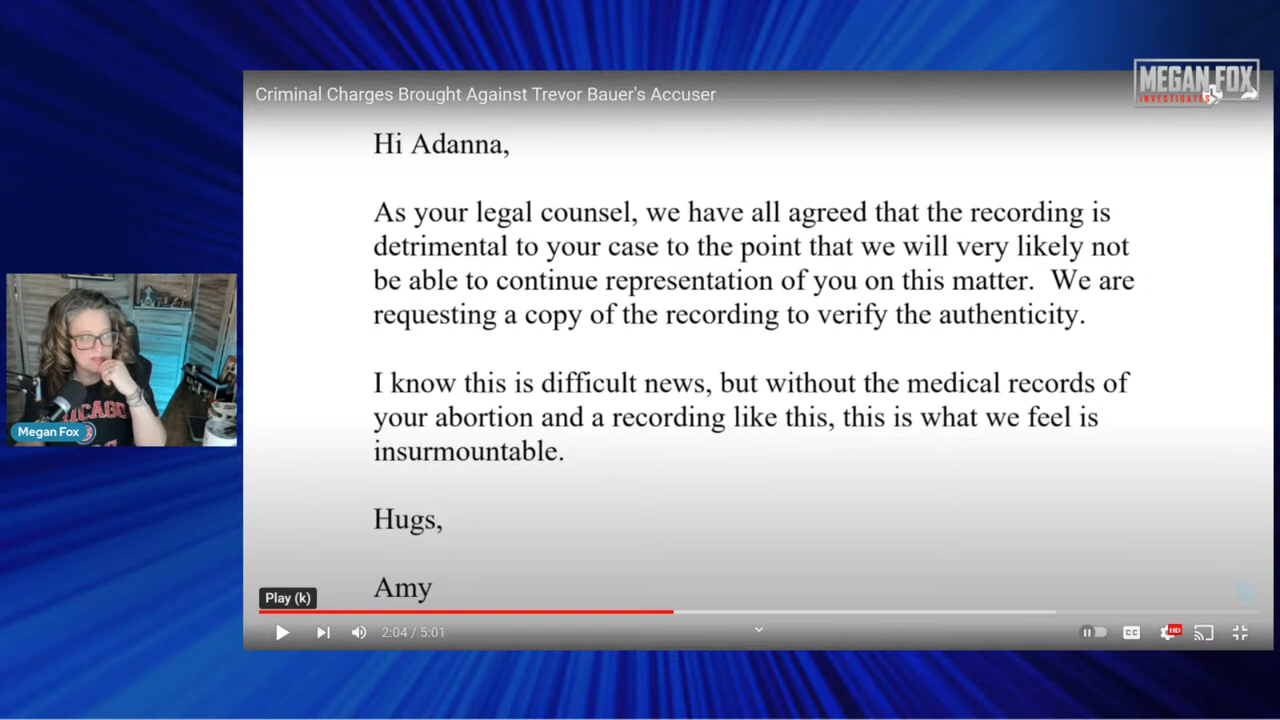 MEGAN FOX
INVESTIGATES
Criminal Charges Brought Against Trevor Bauer's Accuser
Hi Adanna,
As your legal counsel, we have all agreed that the recording is
detrimental to your case to the point that we will very likely not
be able to continue representation of you on this matter. We are
requesting a copy of the recording to verify the authenticity.
I know this is difficult news, but without the medical records of
your abortion and a recording like this, this is what we feel is
insurmountable.
Hugs,
Amy
CHICAGO
Megan Fox
Play (k)
2:04 / 5:01
CC
HD